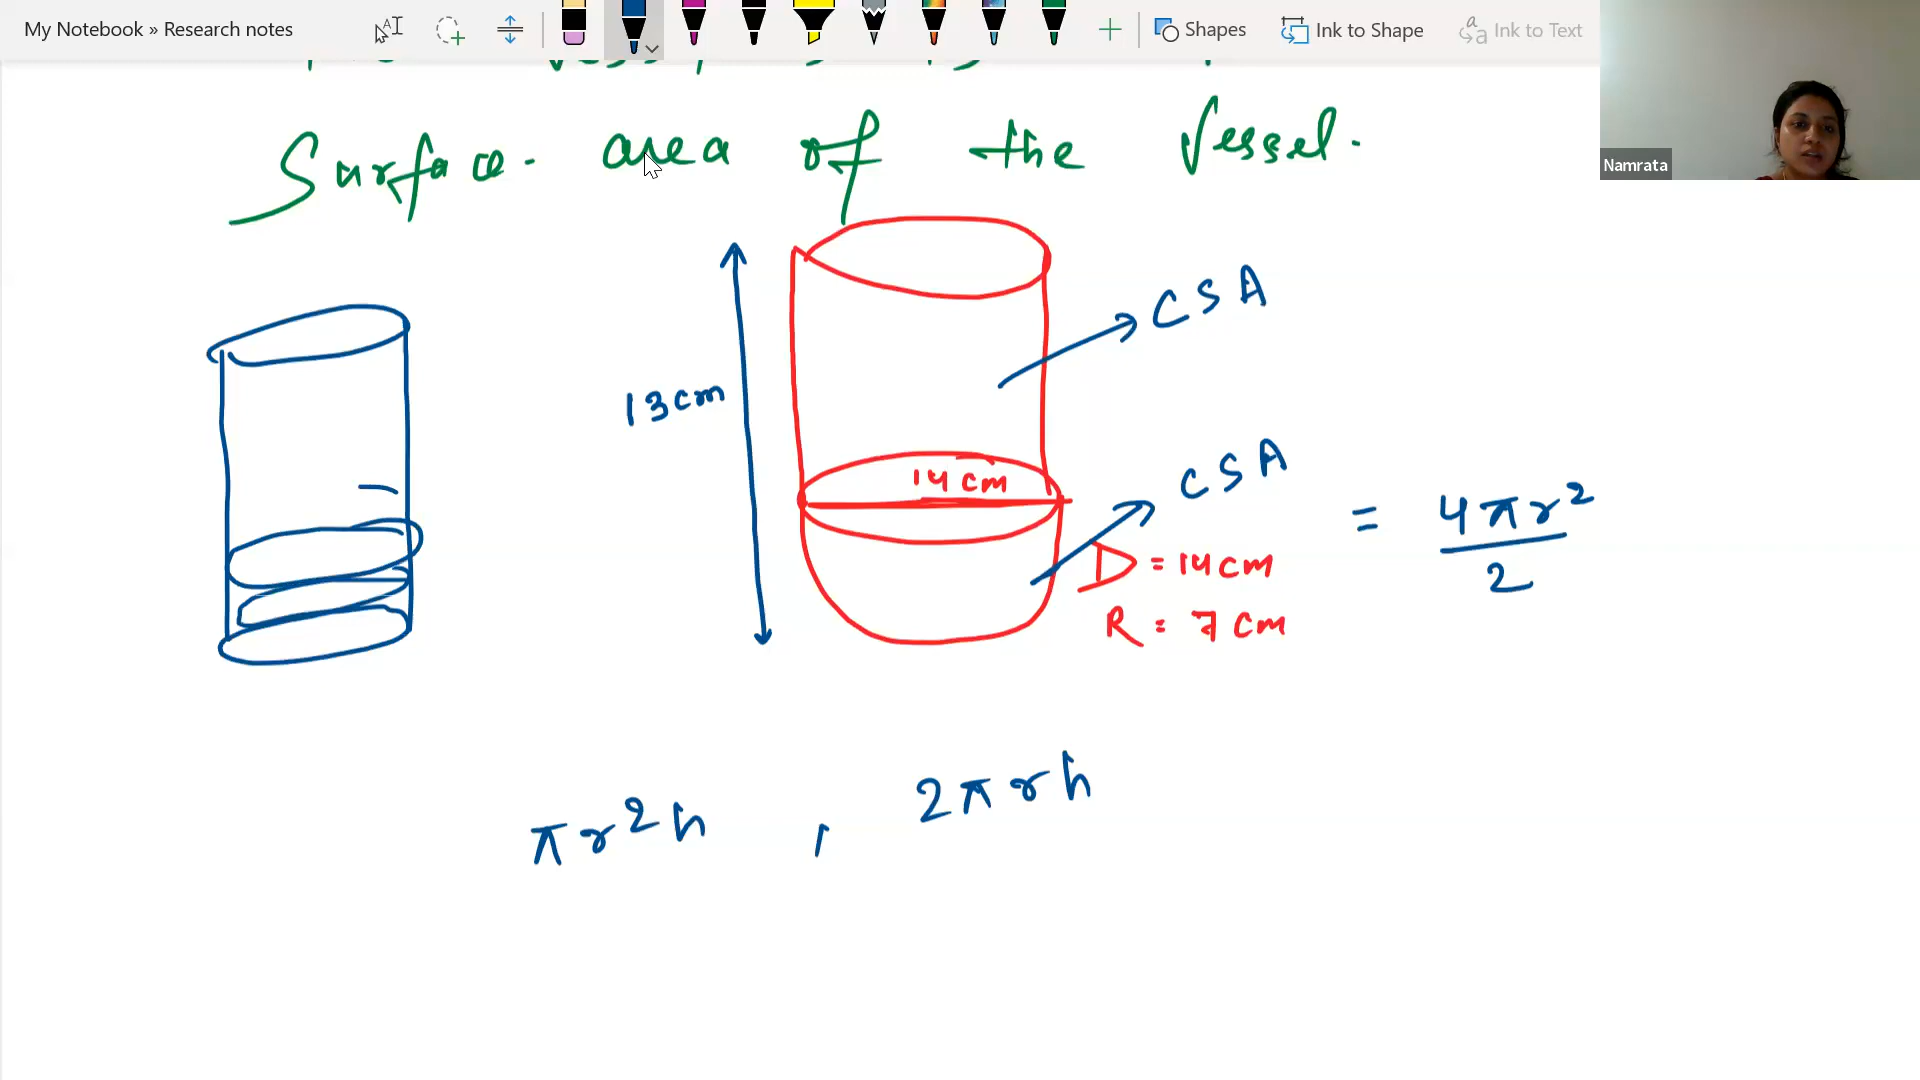 My Notebook » Research notes
Shapes
Ink to Shape
Ink to Text
Namrata
Surface area of the Vessel.
CSA
13cm
14 cm
CSA
= 4πr²
2
D = 14cm
R = 7 cm
πr²h , 2πrh